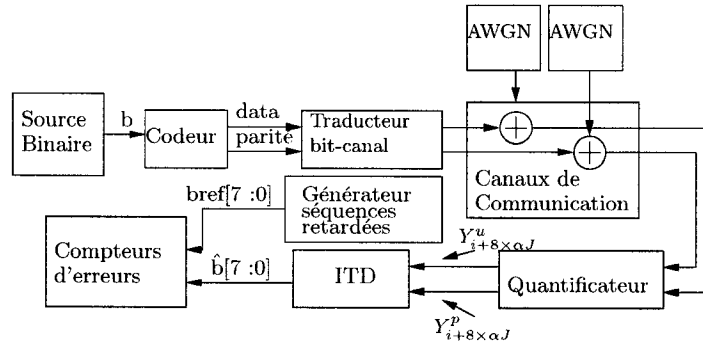 AWGN
AWGN
Source
Binaire
b
Codeur
data
parité
Traducteur
bit-canal
+
+
Canaux de
Communication
bref[7 :0]
Générateur
séquences
retardées
Compteurs
d'erreurs
b̂[7 :0]
ITD
Y^u_{i+8×αJ}
Y^p_{i+8×αJ}
Quantificateur